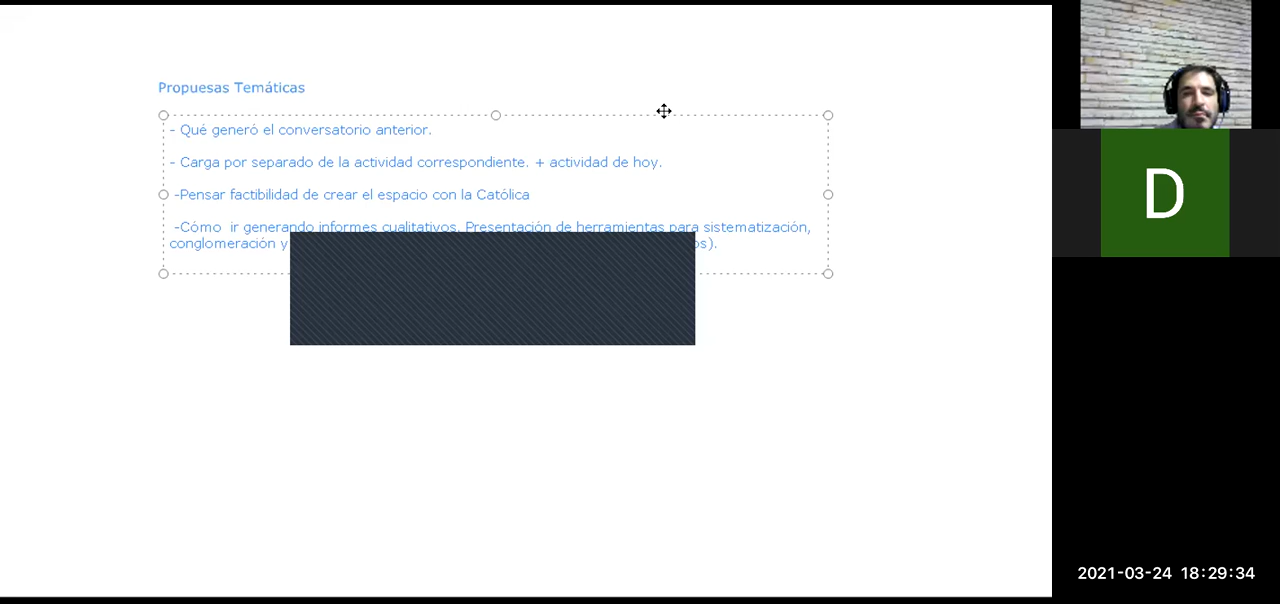 Propuesas Temáticas
- Qué generó el conversatorio anterior.
- Carga por separado de la actividad correspondiente. + actividad de hoy.
-Pensar factibilidad de crear el espacio con la Católica
-Cómo ir generando informes cualitativos. Presentación de herramientas para sistematización,
conglomeración y os).
D
2021-03-24 18:29:34